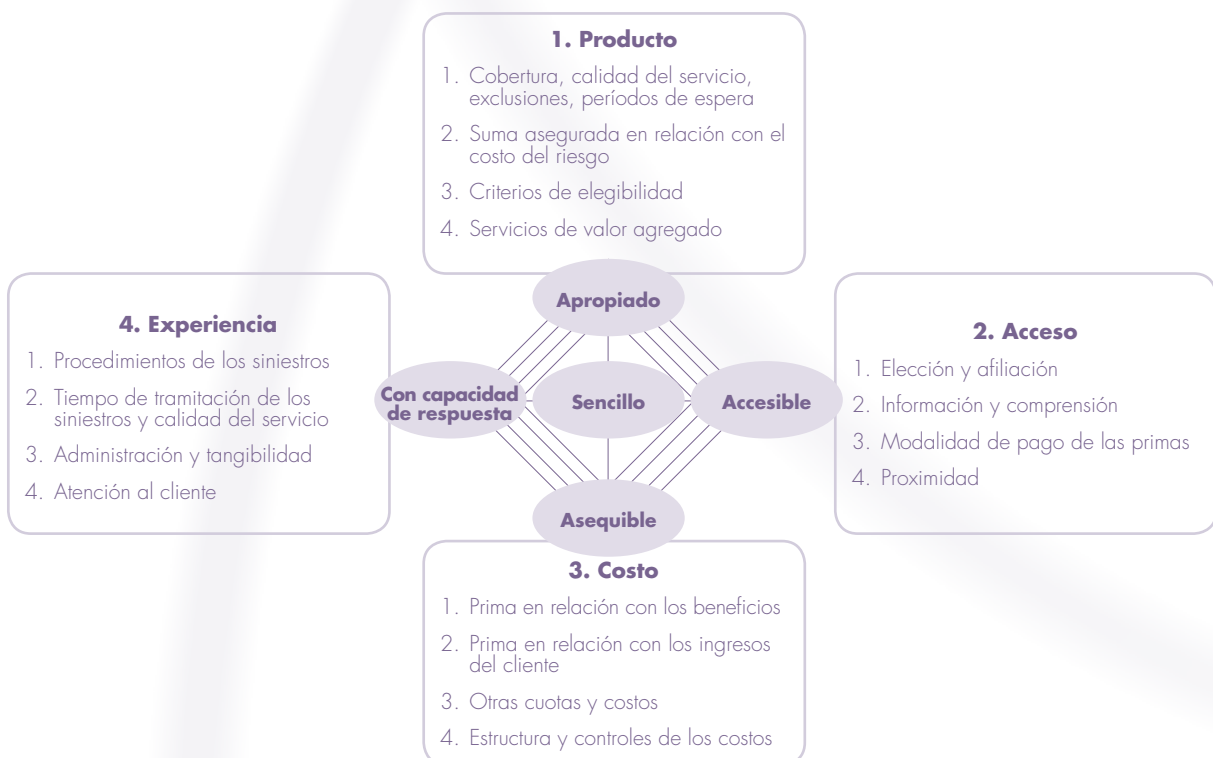 1. Producto
1. Cobertura, calidad del servicio,
exclusiones, períodos de espera
2. Suma asegurada en relación con el
costo del riesgo
3. Criterios de elegibilidad
4. Servicios de valor agregado
Apropiado
4. Experiencia
1. Procedimientos de los siniestros
2. Tiempo de tramitación de los
siniestros y calidad del servicio
3. Administración y tangibilidad
4. Atención al cliente
Con capacidad
de respuesta
Sencillo
Accesible
2. Acceso
1. Elección y afiliación
2. Información y comprensión
3. Modalidad de pago de las primas
4. Proximidad
Asequible
3. Costo
1. Prima en relación con los beneficios
2. Prima en relación con los ingresos
del cliente
3. Otras cuotas y costos
4. Estructura y controles de los costos